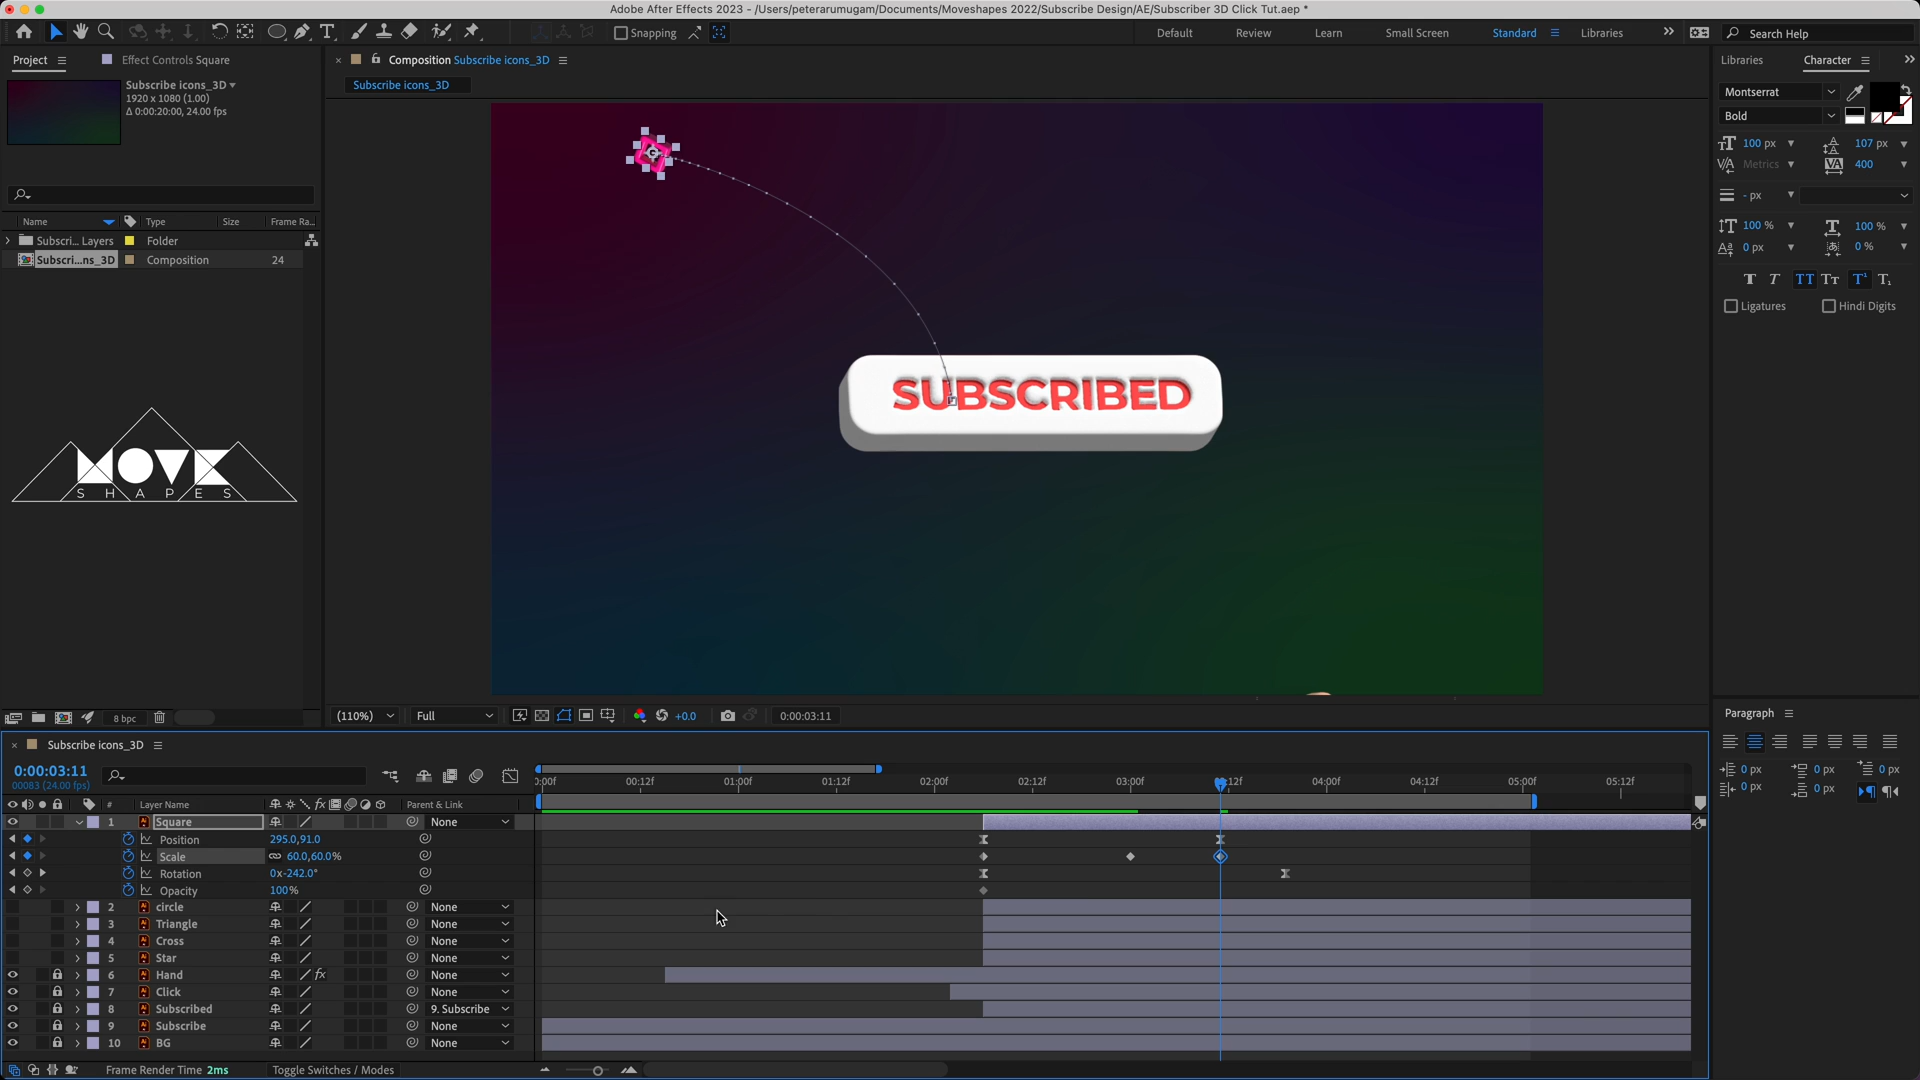 Adobe After Effects 2023 - /Users/peterarumugam/Documents/Moveshapes 2022/Subscribe Design/AE/Subscriber 3D Click Tut.aep *
Snapping
Default
Review
Learn
Small Screen
Standard
Libraries
Search Help
Project
Effect Controls Square
Composition Subscribe icons_3D
Libraries
Character
Subscribe icons_3D
1920 x 1080 (1.00)
Δ 0:00:20:00, 24.00 fps
Subscribe icons_3D
Montserrat
Bold
100 px
107 px
Metrics
400
- px
100 %
100 %
0 px
0 %
Ligatures
Hindi Digits
Name
Type
Size
Frame Ra...
Subscri... Layers
Folder
Subscri...ns_3D
Composition
24
SUBSCRIBED
MOVE
SHAPES
8 bpc
(110%)
Full
+0.0
0:00:03:11
Paragraph
0 px
0 px
0 px
0 px
0 px
Subscribe icons_3D
0:00:03:11
00083 (24.00 fps)
0:00f
00:12f
01:00f
01:12f
02:00f
02:12f
03:00f
12f
04:00f
04:12f
05:00f
05:12f
#
Layer Name
Parent & Link
1
Square
None
Position
295.0,91.0
Scale
60.0,60.0%
Rotation
0x-242.0°
Opacity
100%
2
circle
None
3
Triangle
None
4
Cross
None
5
Star
None
6
Hand
None
7
Click
None
8
Subscribed
9. Subscribe
9
Subscribe
None
10
BG
None
Frame Render Time 2ms
Toggle Switches / Modes